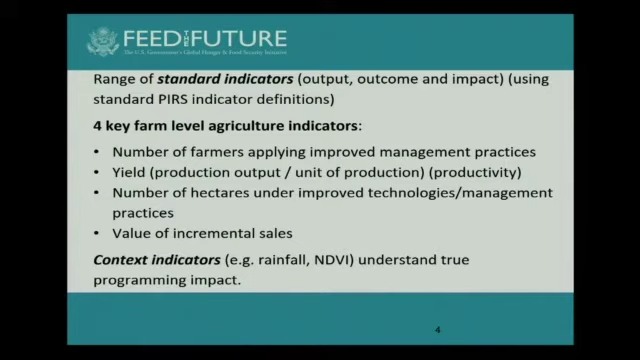 FEED THE FUTURE
The U.S. Government's Global Hunger & Food Security Initiative
Range of standard indicators (output, outcome and impact) (using
standard PIRS indicator definitions)
4 key farm level agriculture indicators:
• Number of farmers applying improved management practices
• Yield (production output / unit of production) (productivity)
• Number of hectares under improved technologies/management
practices
• Value of incremental sales
Context indicators (e.g. rainfall, NDVI) understand true
programming impact.
4